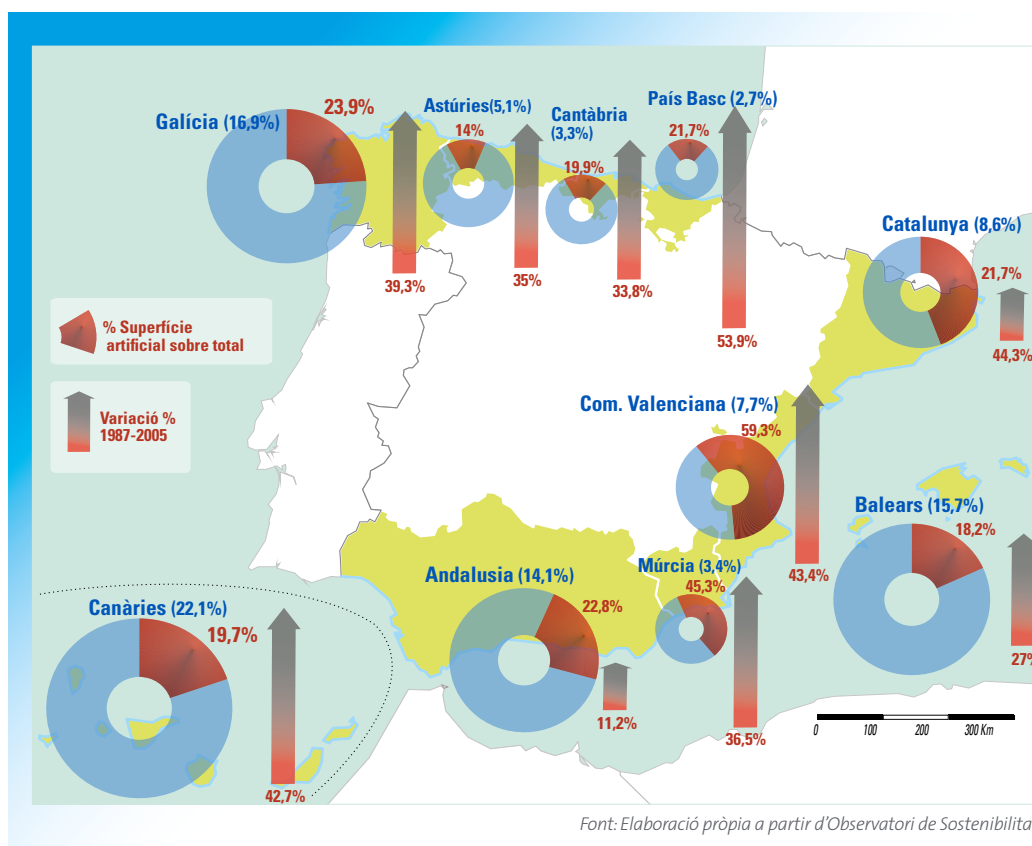 Galícia (16,9%)
23,9%
39,3%
Astúries(5,1%)
14%
35%
Cantàbria
(3,3%)
19,9%
33,8%
País Basc (2,7%)
21,7%
53,9%
Catalunya (8,6%)
21,7%
44,3%
% Superfície
artificial sobre total
Variació %
1987-2005
Com. Valenciana (7,7%)
59,3%
43,4%
Balears (15,7%)
18,2%
27%
Múrcia (3,4%)
45,3%
36,5%
Andalusia (14,1%)
22,8%
11,2%
Canàries (22,1%)
19,7%
42,7%
0 100 200 300 Km
Font: Elaboració pròpia a partir d'Observatori de Sostenibilita